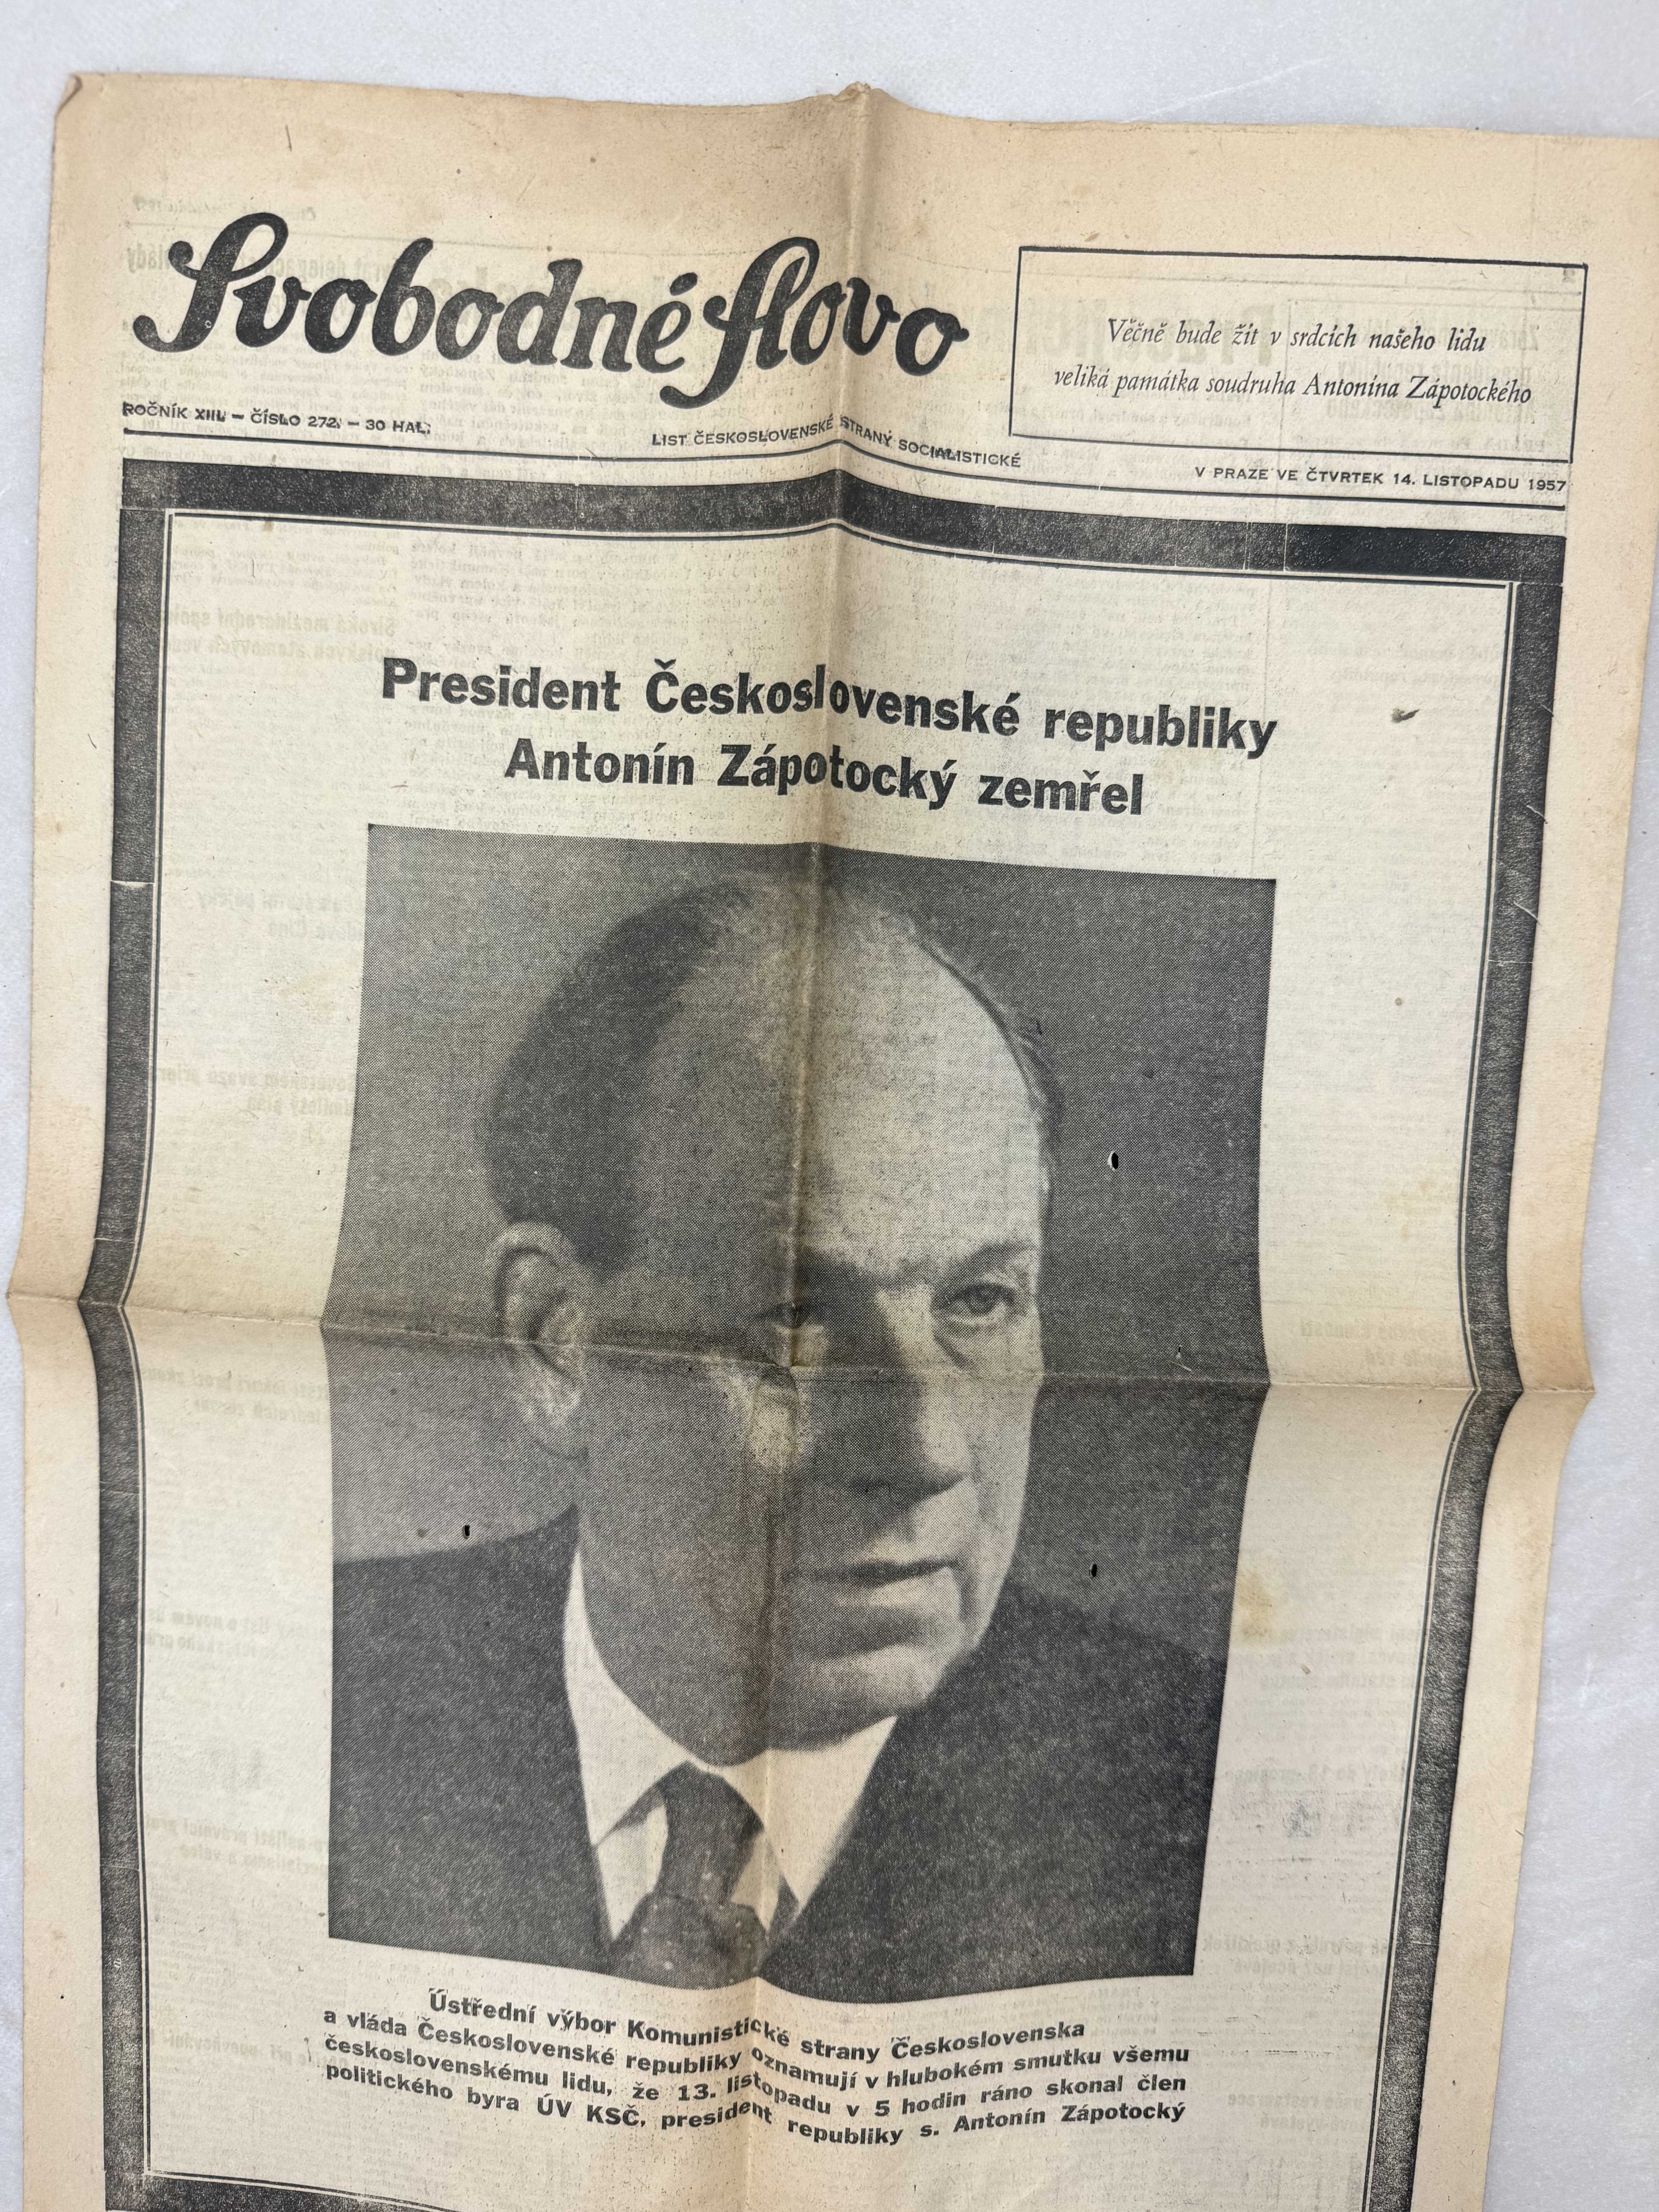 Svobodné slovo
Věčně bude žít v srdcích našeho lidu
veliká památka soudruha Antonína Zápotockého
ROČNÍK XIII. — ČÍSLO 272. — 30 HAL.
LIST ČESKOSLOVENSKÉ STRANY SOCIALISTICKÉ
V PRAZE VE ČTVRTEK 14. LISTOPADU 1957
President Československé republiky
Antonín Zápotocký zemřel
Ústřední výbor Komunistické strany Československa
a vláda Československé republiky oznamují v hlubokém smutku všemu
československému lidu, že 13. listopadu v 5 hodin ráno skonal člen
politického byra ÚV KSČ, president republiky s. Antonín Zápotocký